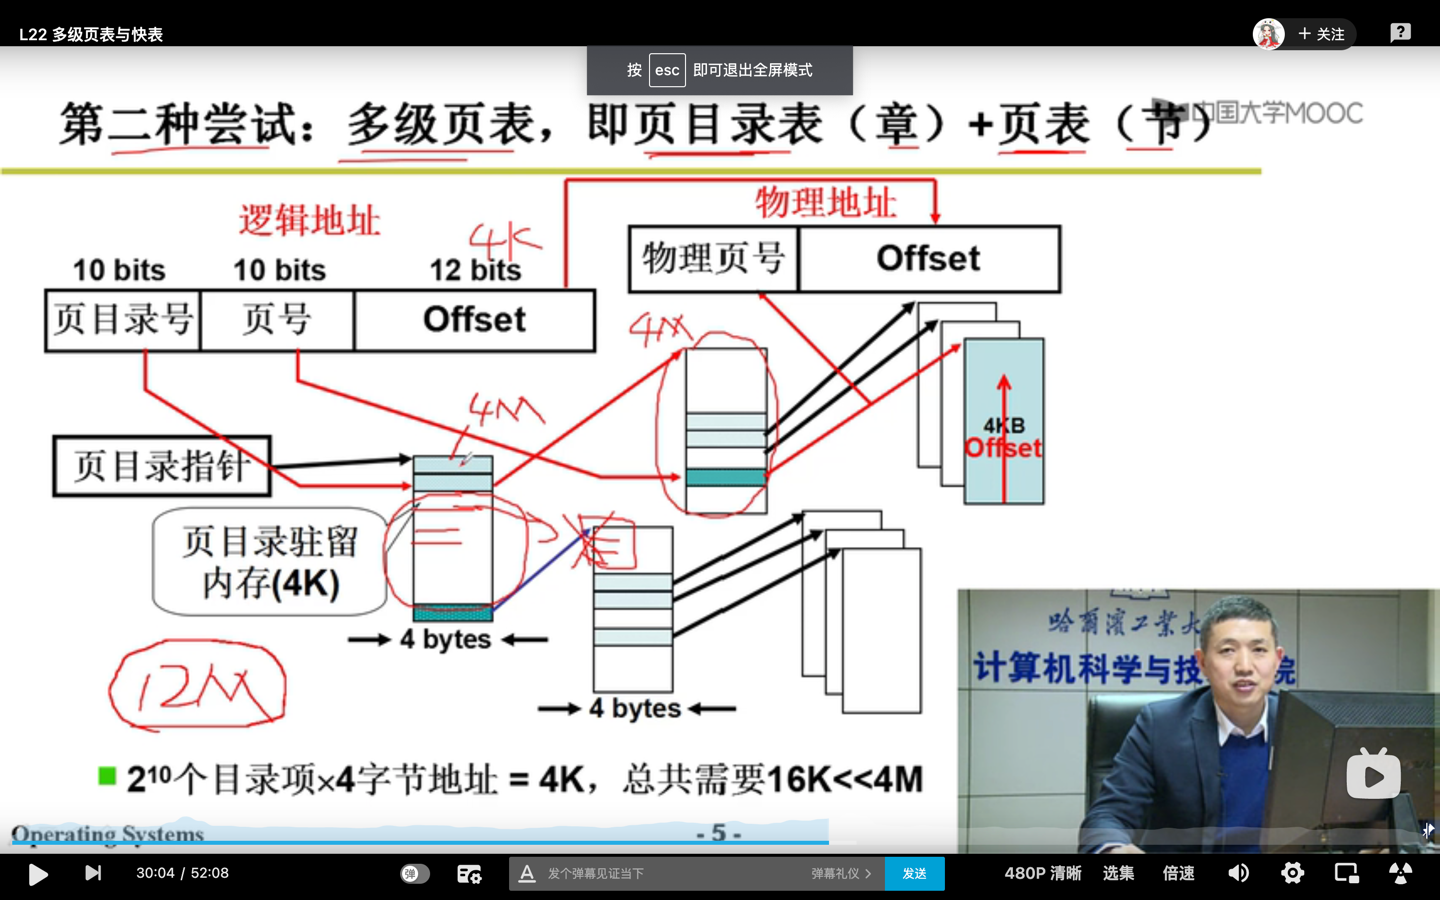 L22 多级页表与快表
+ 关注
按 esc 即可退出全屏模式
第二种尝试：多级页表，即页目录表（章）+页表（节）
中国大学MOOC
逻辑地址
物理地址
4K
10 bits 10 bits 12 bits
物理页号 Offset
页目录号 页号 Offset
4M
4M
4KB
Offset
页目录指针
页目录驻留
内存(4K)
4 bytes
12M
4 bytes
哈尔滨工业大
计算机科学与技 院
2¹⁰个目录项×4字节地址 = 4K，总共需要16K<<4M
Operating Systems
- 5 -
30:04 / 52:08
弹
发个弹幕见证当下
弹幕礼仪 >
发送
480P 清晰
选集
倍速